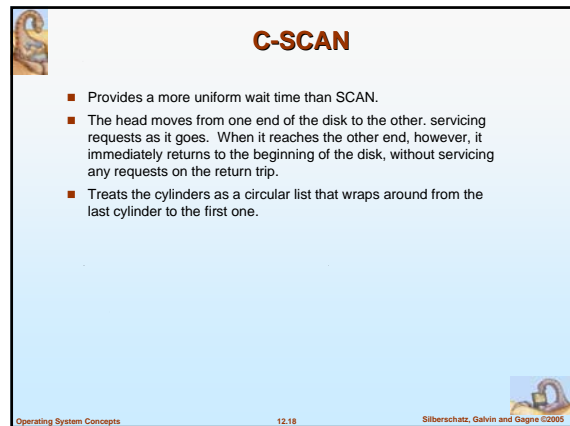 C-SCAN
Provides a more uniform wait time than SCAN.
The head moves from one end of the disk to the other. servicing
requests as it goes. When it reaches the other end, however, it
immediately returns to the beginning of the disk, without servicing
any requests on the return trip.
Treats the cylinders as a circular list that wraps around from the
last cylinder to the first one.
Operating System Concepts
12.18
Silberschatz, Galvin and Gagne ©2005